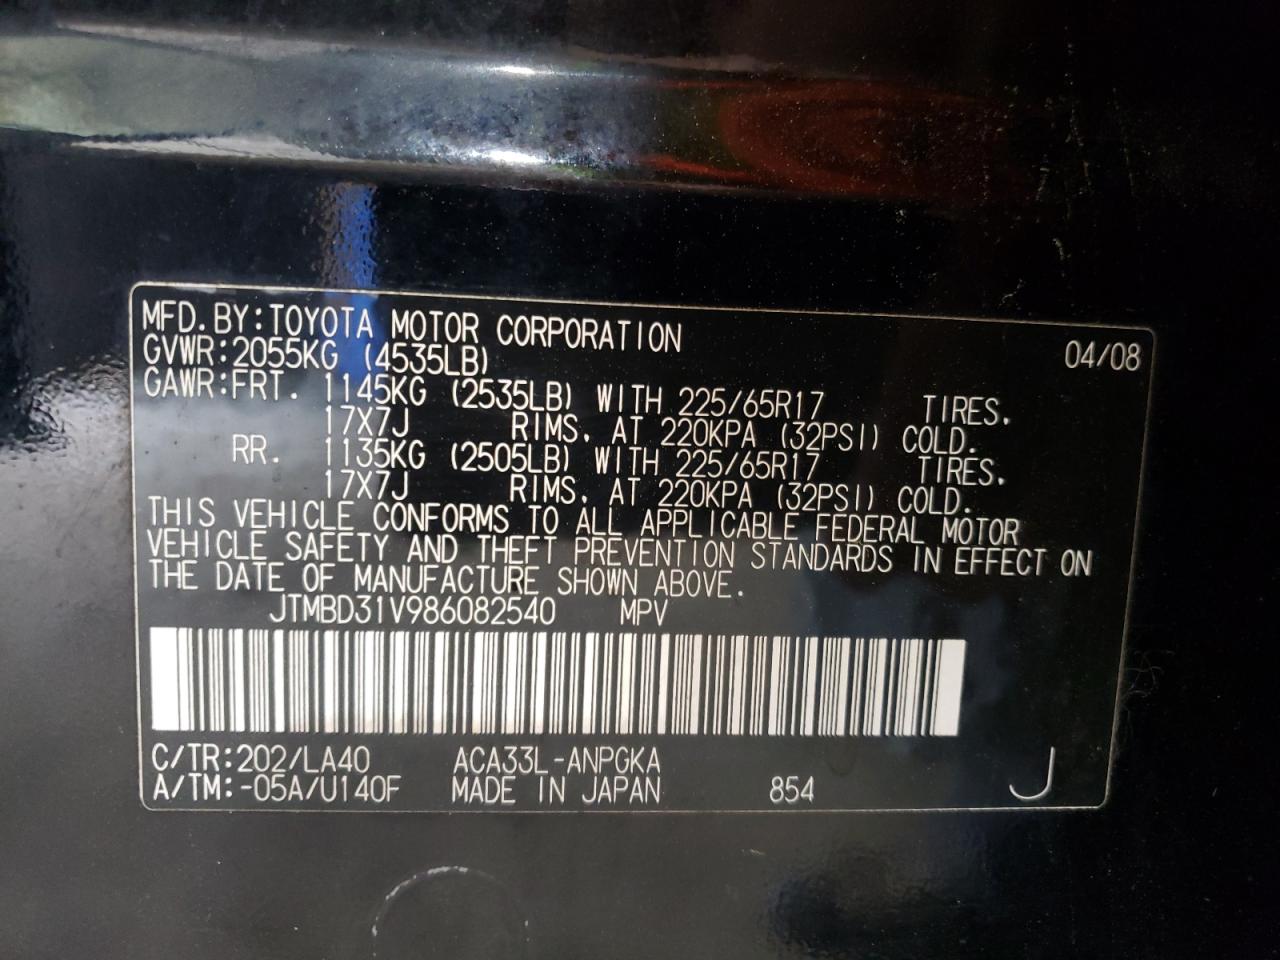 MFD.BY:TOYOTA MOTOR CORPORATION 04/08
GVWR:2055KG (4535LB)
GAWR:FRT. 1145KG (2535LB) WITH 225/65R17 TIRES.
17X7J RIMS, AT 220KPA (32PSI) COLD.
RR. 1135KG (2505LB) WITH 225/65R17 TIRES.
17X7J RIMS, AT 220KPA (32PSI) COLD.
THIS VEHICLE CONFORMS TO ALL APPLICABLE FEDERAL MOTOR
VEHICLE SAFETY AND THEFT PREVENTION STANDARDS IN EFFECT ON
THE DATE OF MANUFACTURE SHOWN ABOVE.
JTMBD31V986082540 MPV
C/TR:202/LA40 ACA33L-ANPGKA
A/TM:-05A/U140F MADE IN JAPAN 854 J